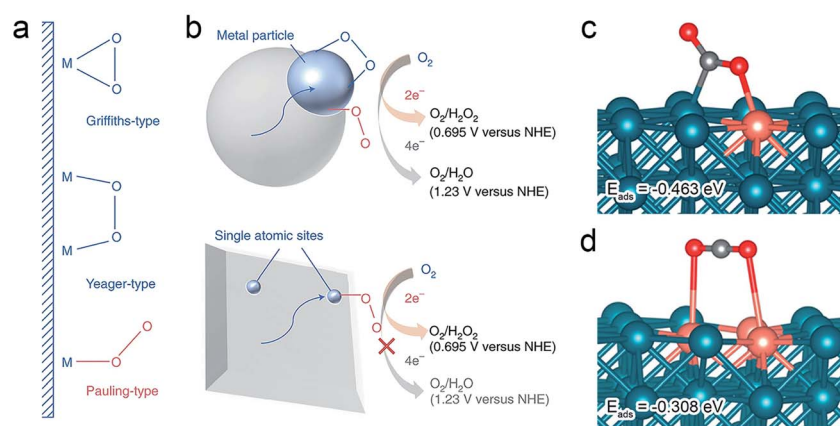 a
M
O
O
Griffiths-type
M
O
M
O
Yeager-type
O
M
O
Pauling-type
b
Metal particle
O
O
O₂
2e⁻
O
O
O₂/H₂O₂
(0.695 V versus NHE)
4e⁻
O₂/H₂O
(1.23 V versus NHE)
Single atomic sites
O₂
O
2e⁻
O
O₂/H₂O₂
(0.695 V versus NHE)
4e⁻
O₂/H₂O
(1.23 V versus NHE)
c
E_ads = -0.463 eV
d
E_ads = -0.308 eV